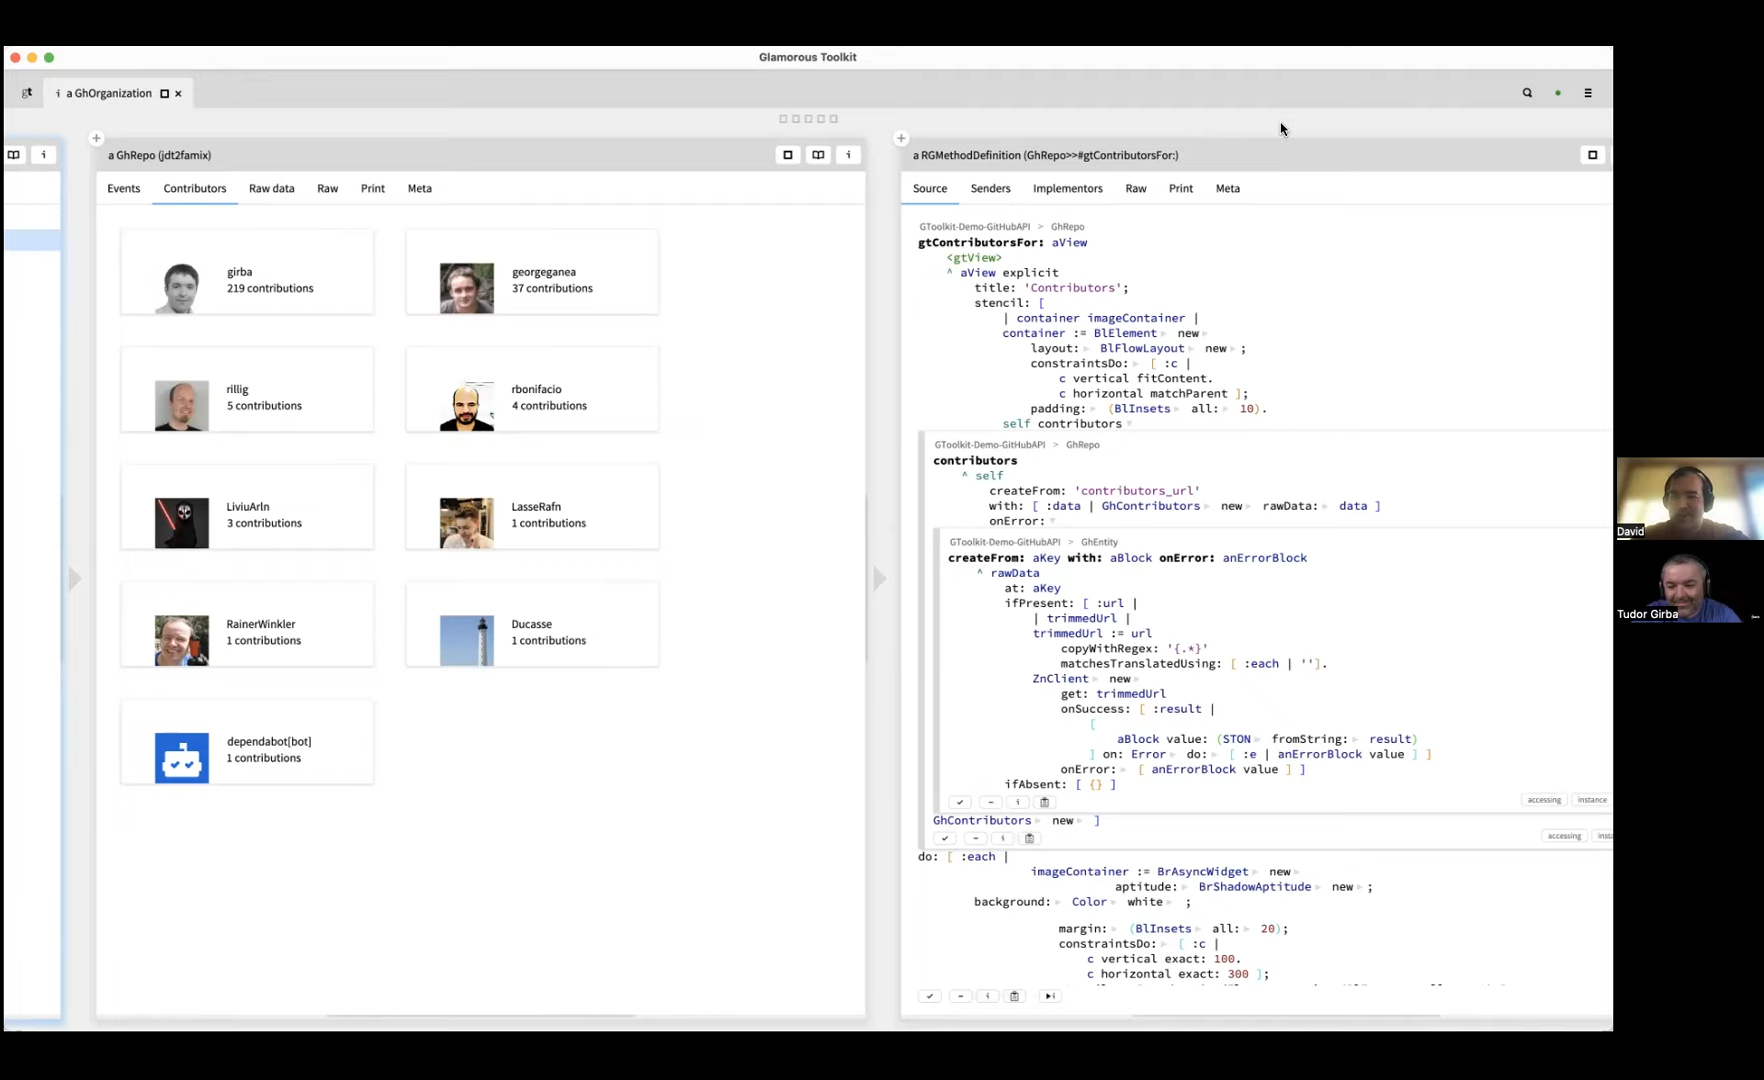 Glamorous Toolkit
gt
i a GhOrganization
a GhRepo (jdt2famix)
Events Contributors Raw data Raw Print Meta
girba
219 contributions
georgeganea
37 contributions
rillig
5 contributions
rbonifacio
4 contributions
LiviuArln
3 contributions
LasseRafn
1 contributions
RainerWinkler
1 contributions
Ducasse
1 contributions
dependabot[bot]
1 contributions
a RGMethodDefinition (GhRepo>>#gtContributorsFor:)
Source Senders Implementors Raw Print Meta
GToolkit-Demo-GitHubAPI > GhRepo
gtContributorsFor: aView
<gtView>
^ aView explicit
title: 'Contributors';
stencil: [
| container imageContainer |
container := BlElement new
layout: BlFlowLayout new ;
constraintsDo: [ :c |
c vertical fitContent.
c horizontal matchParent ];
padding: (BlInsets all: 10).
self contributors
GToolkit-Demo-GitHubAPI > GhRepo
contributors
^ self
createFrom: 'contributors_url'
with: [ :data | GhContributors new rawData: data ]
onError:
GToolkit-Demo-GitHubAPI > GhEntity
createFrom: aKey with: aBlock onError: anErrorBlock
^ rawData
at: aKey
ifPresent: [ :url |
| trimmedUrl |
trimmedUrl := url
copyWithRegex: '{.*}'
matchesTranslatedUsing: [ :each | ''].
ZnClient new
get: trimmedUrl
onSuccess: [ :result |
[
aBlock value: (STON fromString: result)
] on: Error do: [ :e | anErrorBlock value ] ]
onError: [ anErrorBlock value ] ]
ifAbsent: [ {} ]
accessing instance
GhContributors new ]
accessing insta
do: [ :each |
imageContainer := BrAsyncWidget new
aptitude: BrShadowAptitude new ;
background: Color white ;
margin: (BlInsets all: 20);
constraintsDo: [ :c |
c vertical exact: 100.
c horizontal exact: 300 ];
David
Tudor Girba